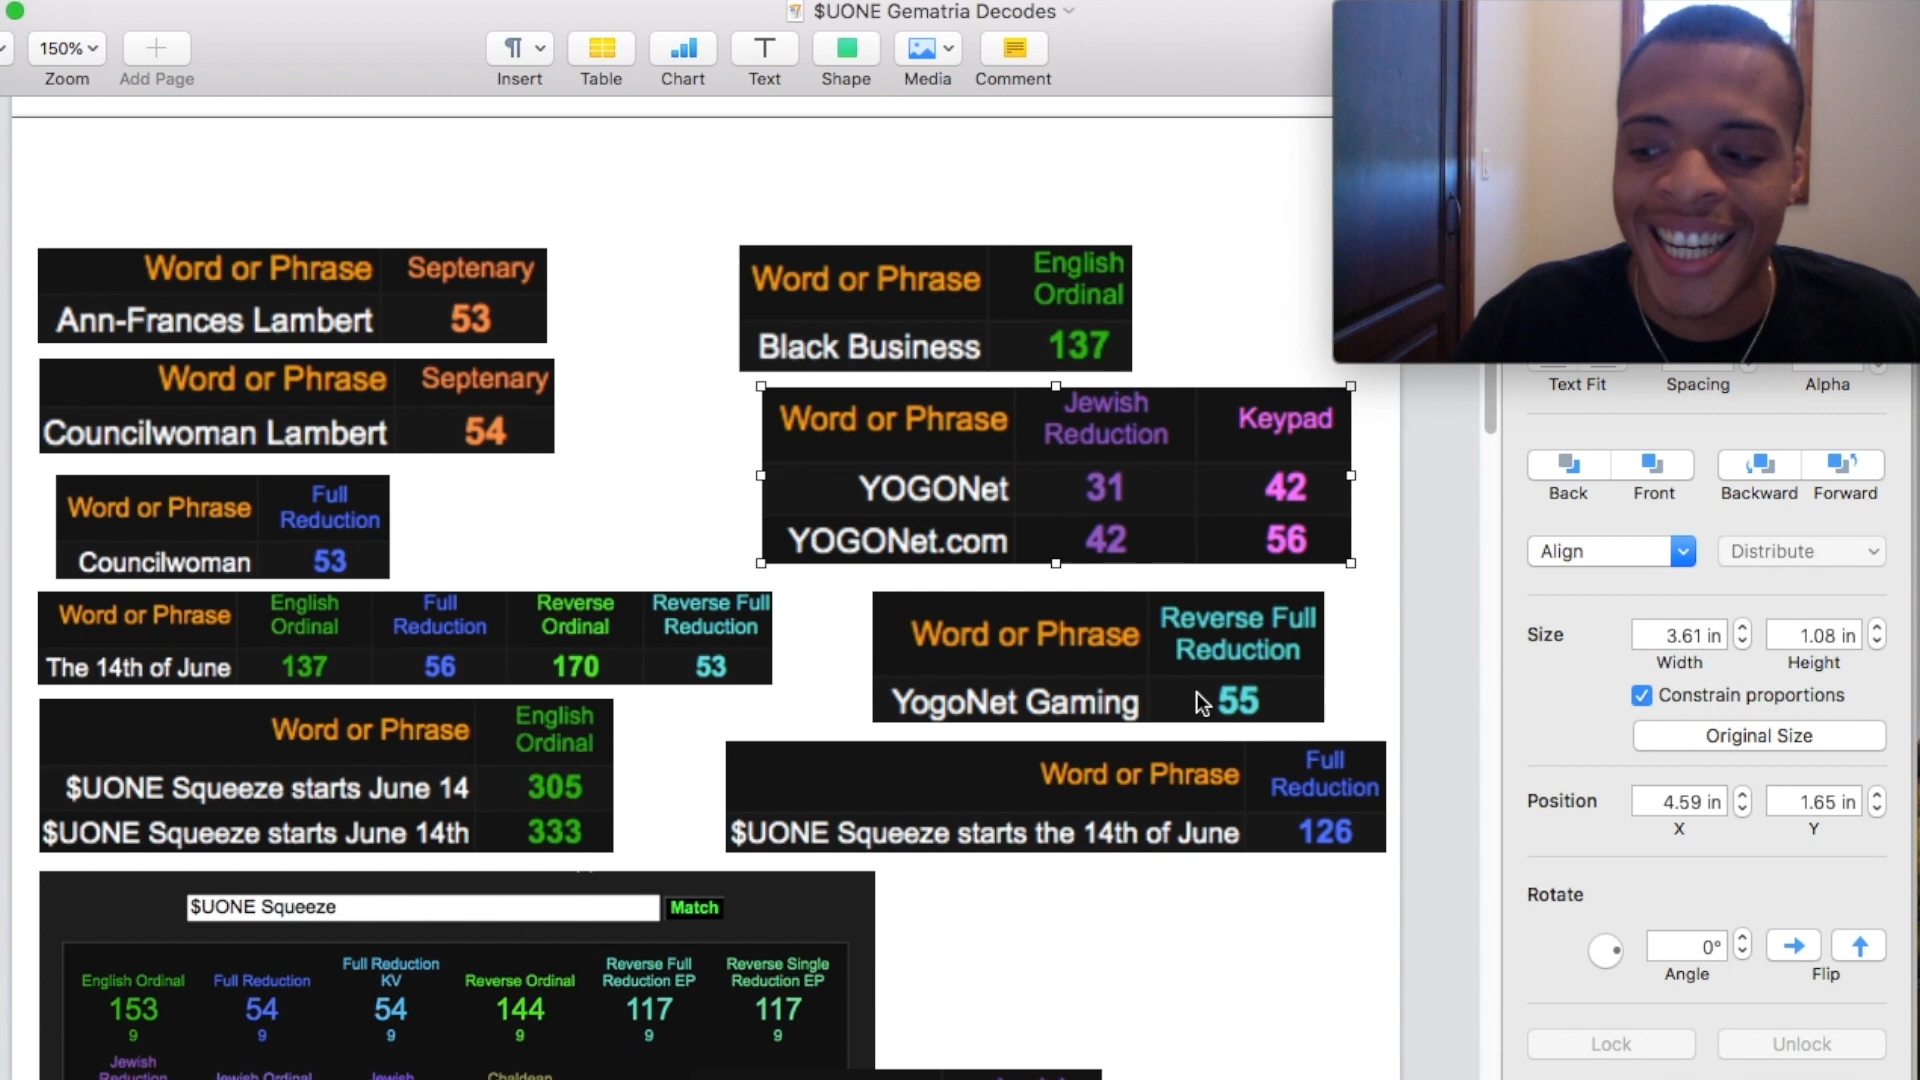 $UONE Gematria Decodes
150%
Zoom
Add Page
Insert
Table
Chart
Text
Shape
Media
Comment
Word or Phrase Septenary
Ann-Frances Lambert 53
Word or Phrase Septenary
Councilwoman Lambert 54
Word or Phrase Full Reduction
Councilwoman 53
Word or Phrase English Ordinal Full Reduction Reverse Ordinal Reverse Full Reduction
The 14th of June 137 56 170 53
Word or Phrase English Ordinal
$UONE Squeeze starts June 14 305
$UONE Squeeze starts June 14th 333
Word or Phrase English Ordinal
Black Business 137
Word or Phrase Jewish Reduction Keypad
YOGONet 31 42
YOGONet.com 42 56
Word or Phrase Reverse Full Reduction
YogoNet Gaming 55
Word or Phrase Full Reduction
$UONE Squeeze starts the 14th of June 126
$UONE Squeeze Match
English Ordinal Full Reduction Full Reduction KV Reverse Ordinal Reverse Full Reduction EP Reverse Single Reduction EP
153 54 54 144 117 117
9 9 9 9 9 9
Jewish Reduction Jewish Ordinal Jewish Chaldean
Text Fit
Spacing
Alpha
Back
Front
Backward
Forward
Align
Distribute
Size
3.61 in
1.08 in
Width
Height
Constrain proportions
Original Size
Position
4.59 in
1.65 in
X
Y
Rotate
0°
Angle
Flip
Lock
Unlock